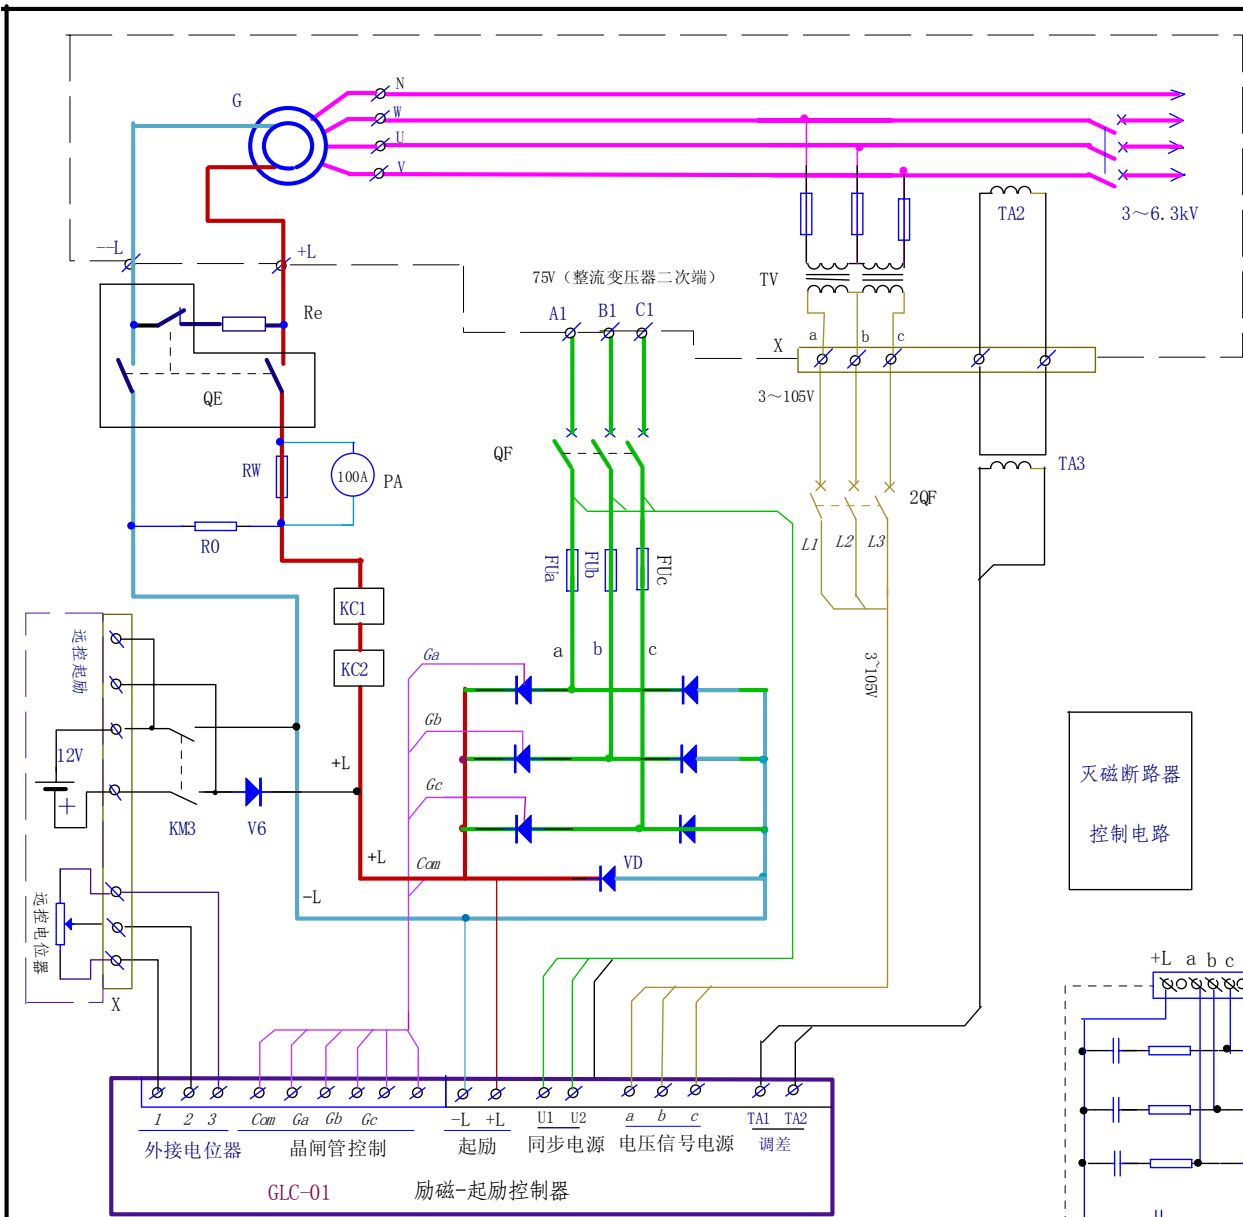 G
N
W
U
V
3～6.3kV
TA2
--L
+L
Re
QE
75V（整流变压器二次端）
A1 B1 C1
TV
a b c
X
3～105V
QF
RW
100A
PA
RO
TA3
2QF
L1 L2 L3
FUa FUb FUc
KC1
KC2
a b c
3~105V
远控起励
12V
+
KM3
V6
+L
+L
-L
Ga
Gb
Gc
Com
VD
灭磁断路器
控制电路
远控电位器
X
+L a b c
1 2 3
Com Ga Gb Gc
-L +L
U1 U2
a b c
TA1 TA2
外接电位器
晶闸管控制
起励
同步电源
电压信号电源
调差
GLC-01
励磁-起励控制器